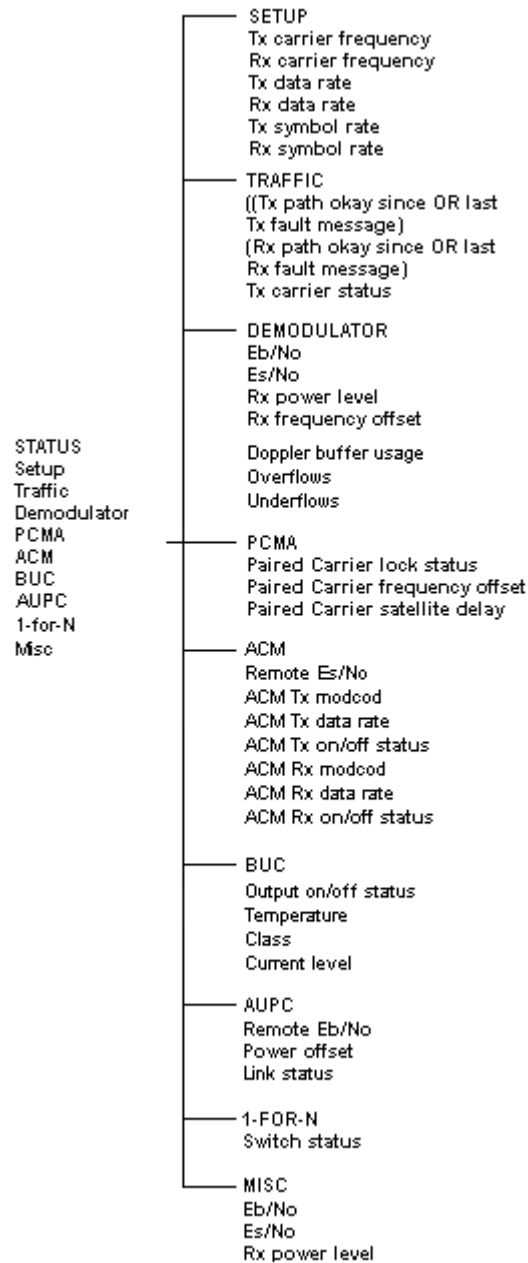 STATUS
Setup
Traffic
Demodulator
PCMA
ACM
BUC
AUPC
1-for-N
Misc
SETUP
Tx carrier frequency
Rx carrier frequency
Tx data rate
Rx data rate
Tx symbol rate
Rx symbol rate
TRAFFIC
((Tx path okay since OR last
Tx fault message)
(Rx path okay since OR last
Rx fault message)
Tx carrier status
DEMODULATOR
Eb/No
Es/No
Rx power level
Rx frequency offset
Doppler buffer usage
Overflows
Underflows
PCMA
Paired Carrier lock status
Paired Carrier frequency offset
Paired Carrier satellite delay
ACM
Remote Es/No
ACM Tx modcod
ACM Tx data rate
ACM Tx on/off status
ACM Rx modcod
ACM Rx data rate
ACM Rx on/off status
BUC
Output on/off status
Temperature
Class
Current level
AUPC
Remote Eb/No
Power offset
Link status
1-FOR-N
Switch status
MISC
Eb/No
Es/No
Rx power level